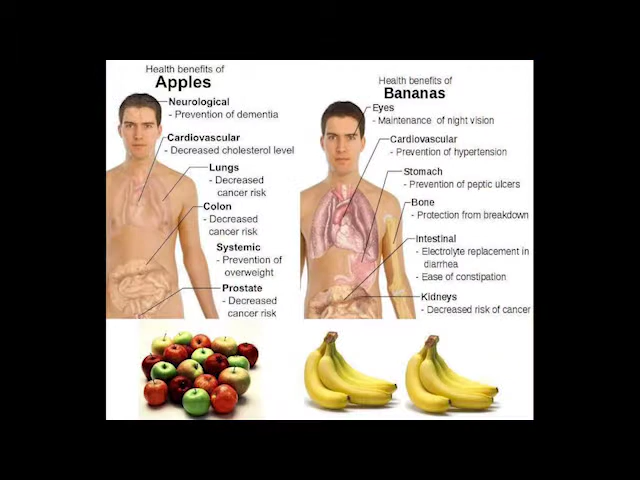 Health benefits of
Apples
Neurological
- Prevention of dementia
Cardiovascular
- Decreased cholesterol level
Lungs
- Decreased
cancer risk
Colon
- Decreased
cancer risk
Systemic
- Prevention of
overweight
Prostate
- Decreased
cancer risk
Health benefits of
Bananas
Eyes
- Maintenance of night vision
Cardiovascular
- Prevention of hypertension
Stomach
- Prevention of peptic ulcers
Bone
- Protection from breakdown
Intestinal
- Electrolyte replacement in
diarrhea
- Ease of constipation
Kidneys
- Decreased risk of cancer